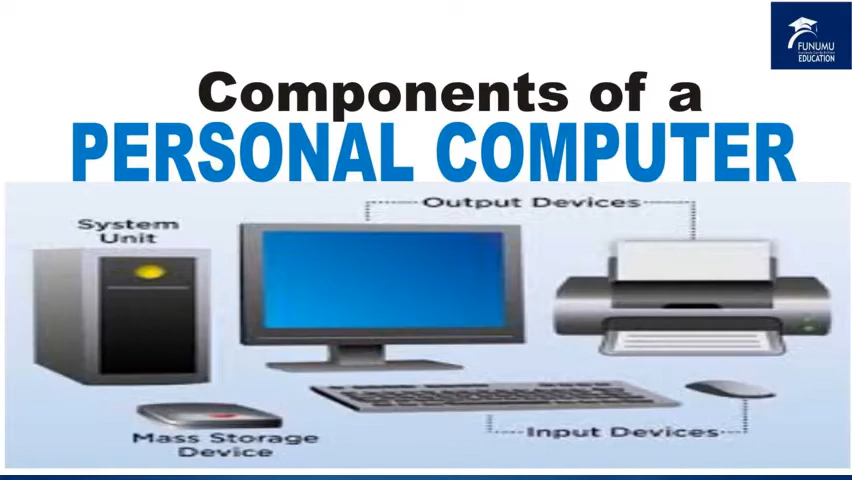 FUNUMU
EDUCATION
Components of a
PERSONAL COMPUTER
Output Devices
System
Unit
Mass Storage
Device
Input Devices